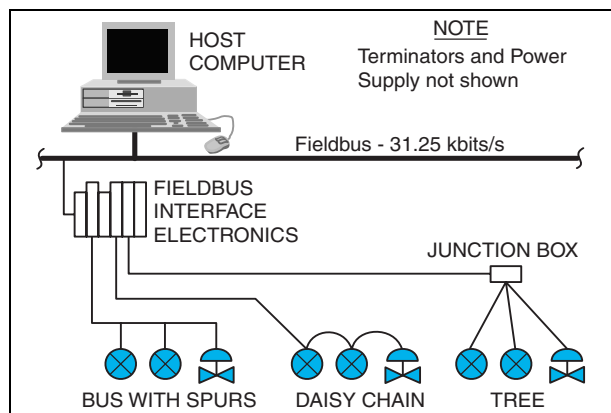 HOST
COMPUTER
NOTE
Terminators and Power
Supply not shown
Fieldbus - 31.25 kbits/s
FIELDBUS
INTERFACE
ELECTRONICS
JUNCTION BOX
BUS WITH SPURS
DAISY CHAIN
TREE